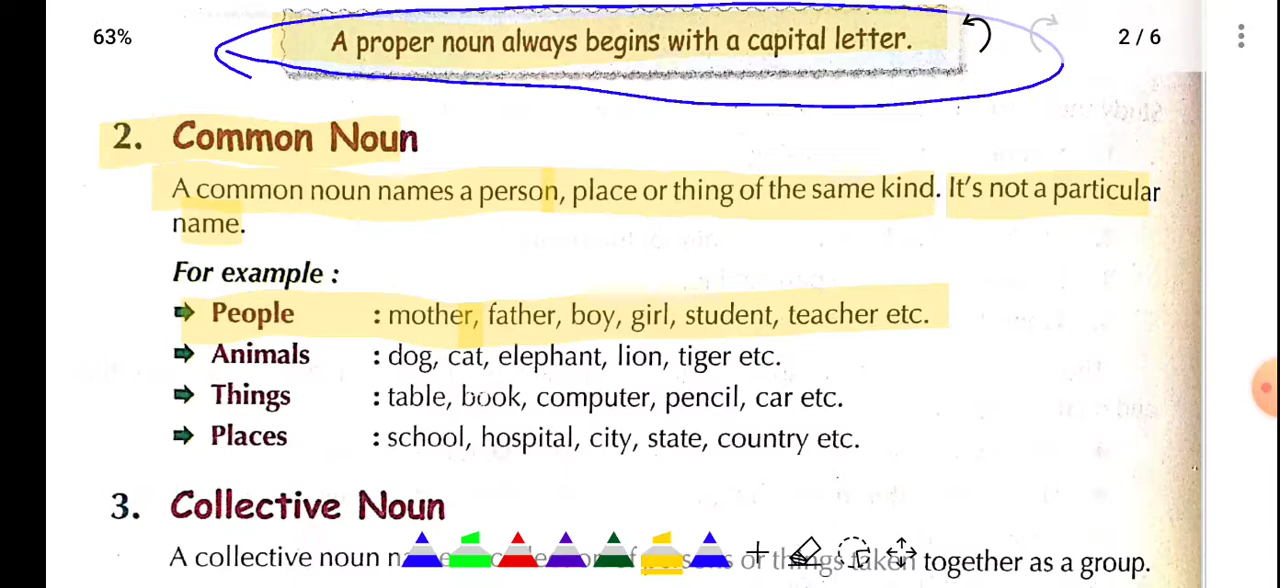 63%
A proper noun always begins with a capital letter.
2 / 6
2. Common Noun
A common noun names a person, place or thing of the same kind. It's not a particular
name.
For example :
People : mother, father, boy, girl, student, teacher etc.
Animals : dog, cat, elephant, lion, tiger etc.
Things : table, book, computer, pencil, car etc.
Places : school, hospital, city, state, country etc.
3. Collective Noun
A collective noun or things taken together as a group.